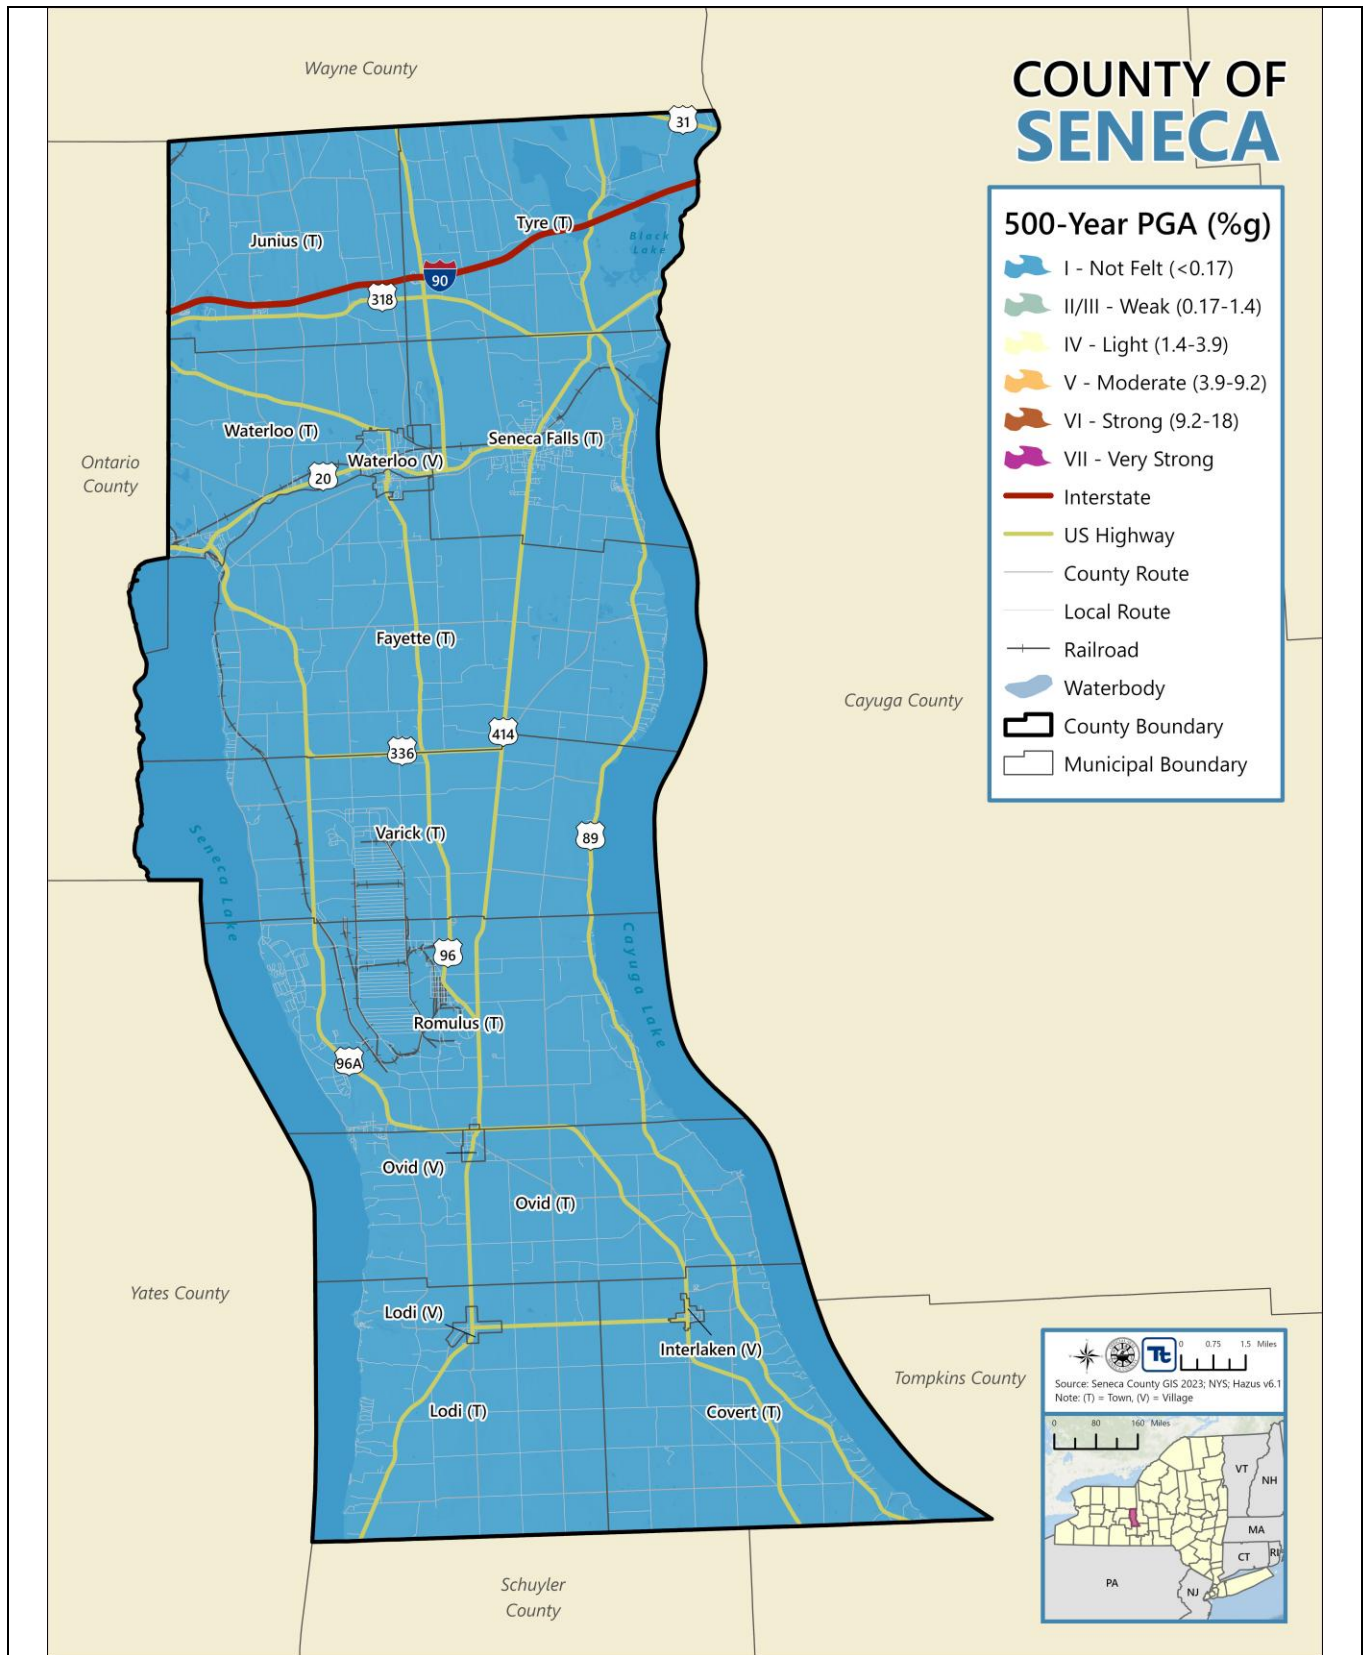 Wayne County
COUNTY OF
SENECA
31
Tyre (T)
Junius (T)
Black
Lake
90
318
500-Year PGA (%g)
I - Not Felt (<0.17)
II/III - Weak (0.17-1.4)
IV - Light (1.4-3.9)
V - Moderate (3.9-9.2)
VI - Strong (9.2-18)
VII - Very Strong
Interstate
US Highway
County Route
Local Route
Railroad
Waterbody
County Boundary
Municipal Boundary
Waterloo (T)
Seneca Falls (T)
Waterloo (V)
Ontario
County
20
Fayette (T)
Cayuga County
414
336
Varick (T)
89
Seneca Lake
Cayuga Lake
96
Romulus (T)
96A
Ovid (V)
Ovid (T)
Yates County
Lodi (V)
Interlaken (V)
Tompkins County
Lodi (T)
Covert (T)
Schuyler
County
Tt
0 0.75 1.5 Miles
Source: Seneca County GIS 2023; NYS; Hazus v6.1
Note: (T) = Town, (V) = Village
0 80 160 Miles
VT
NH
MA
CT
RI
PA
NJ